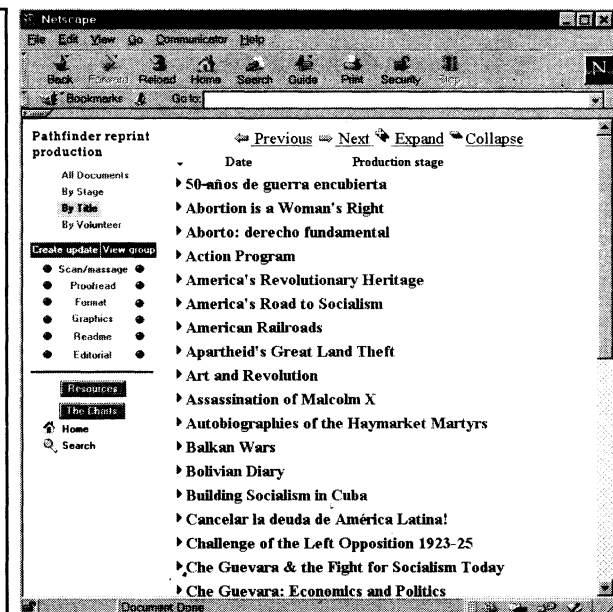 Netscape
File Edit View Go Communicator Help
Back Forward Reload Home Search Guide Print Security Stop
N
Bookmarks Go to:
Pathfinder reprint
production
All Documents
By Stage
By Title
By Volunteer
Create update View group
Scan/massage
Proofread
Format
Graphics
Readme
Editorial
Resources
The Charts
Home
Search
Previous Next Expand Collapse
Date Production stage
50 años de guerra encubierta
Abortion is a Woman's Right
Aborto: derecho fundamental
Action Program
America's Revolutionary Heritage
America's Road to Socialism
American Railroads
Apartheid's Great Land Theft
Art and Revolution
Assassination of Malcolm X
Autobiographies of the Haymarket Martyrs
Balkan Wars
Bolivian Diary
Building Socialism in Cuba
Cancelar la deuda de América Latina!
Challenge of the Left Opposition 1923-25
Che Guevara & the Fight for Socialism Today
Che Guevara: Economics and Politics
Document Done